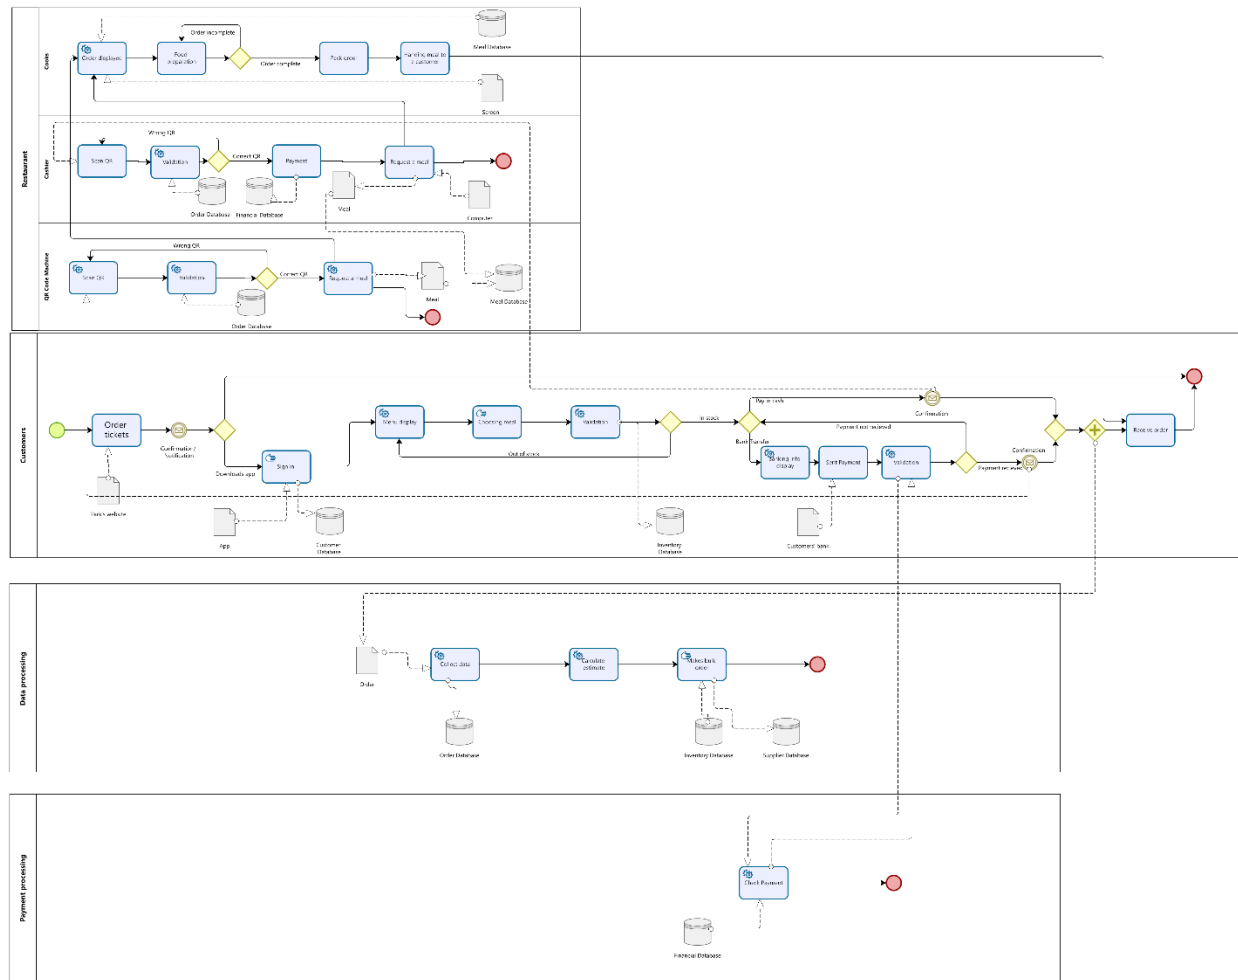 Restaurant
Cooks
Order incomplete
Meal Database
Order displayed
Food
preparation
Order complete
Pack order
Handing meal to
a customer
Screen
Cashier
Wrong QR
Scan QR
Validation
Correct QR
Payment
Request a meal
Order Database
Financial Database
Meal
Computer
QR Code Machine
Wrong QR
Scan QR
Validation
Correct QR
Request a meal
Meal
Meal Database
Order Database
Customers
Order
tickets
Confirmation /
Notification
Downloads app
Sign in
Park's website
App
Customer
Database
Menu display
Choosing meal
Validation
In stock
Out of stock
Inventory
Database
Pay in cash
Confirmation
Payment not recieved
Bank Transfer
Banking info
display
Sent Payment
Validation
Customers' bank
Confirmation
Payment recieved
Receive order
Data processing
Order
Collect data
Calculate
estimate
Makes bulk
order
Order Database
Inventory Database
Supplier Database
Payment processing
Check Payment
Financial Database